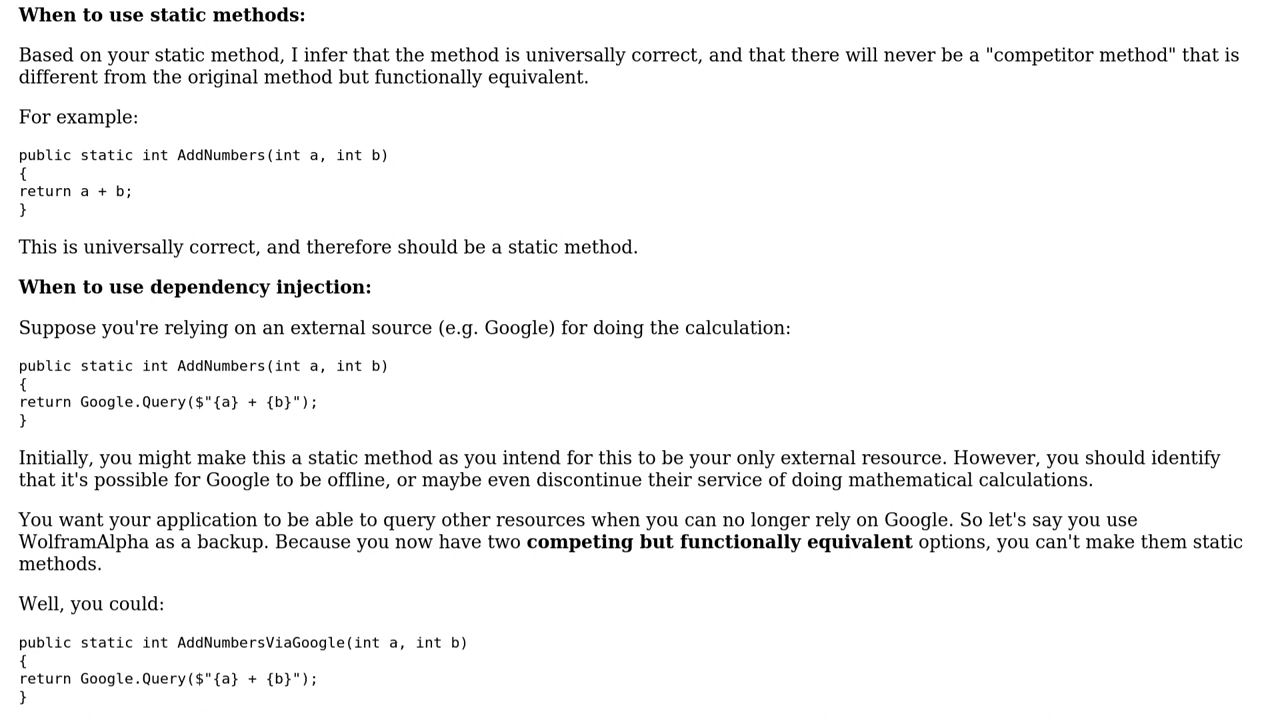 When to use static methods:
Based on your static method, I infer that the method is universally correct, and that there will never be a "competitor method" that is
different from the original method but functionally equivalent.
For example:
public static int AddNumbers(int a, int b)
{
return a + b;
}
This is universally correct, and therefore should be a static method.
When to use dependency injection:
Suppose you're relying on an external source (e.g. Google) for doing the calculation:
public static int AddNumbers(int a, int b)
{
return Google.Query($"{a} + {b}");
}
Initially, you might make this a static method as you intend for this to be your only external resource. However, you should identify
that it's possible for Google to be offline, or maybe even discontinue their service of doing mathematical calculations.
You want your application to be able to query other resources when you can no longer rely on Google. So let's say you use
WolframAlpha as a backup. Because you now have two competing but functionally equivalent options, you can't make them static
methods.
Well, you could:
public static int AddNumbersViaGoogle(int a, int b)
{
return Google.Query($"{a} + {b}");
}